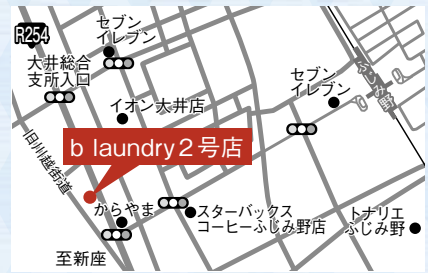 R254
セブン
イレブン
大井総合
支所入口
イオン大井店
セブン
イレブン
ふじみ野
b laundry２号店
旧川越街道
からやま
スターバックス
コーヒーふじみ野店
トナリエ
ふじみ野
至新座